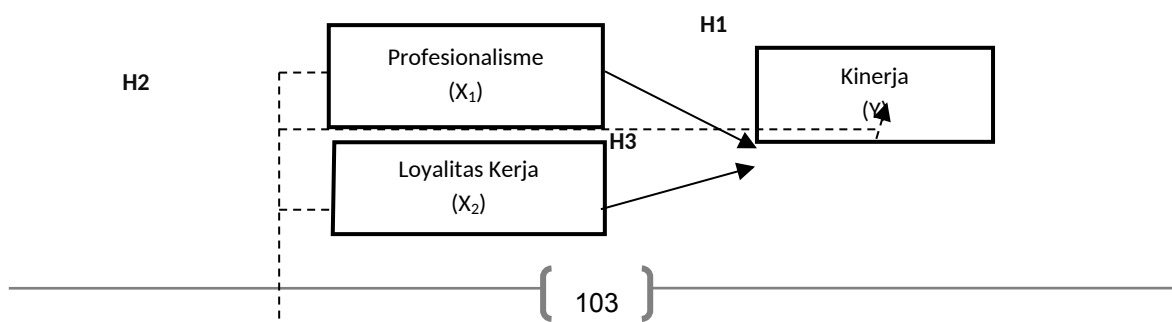 H1
Profesionalisme
(X₁)
Kinerja
(Y)
H2
H3
Loyalitas Kerja
(X₂)
103